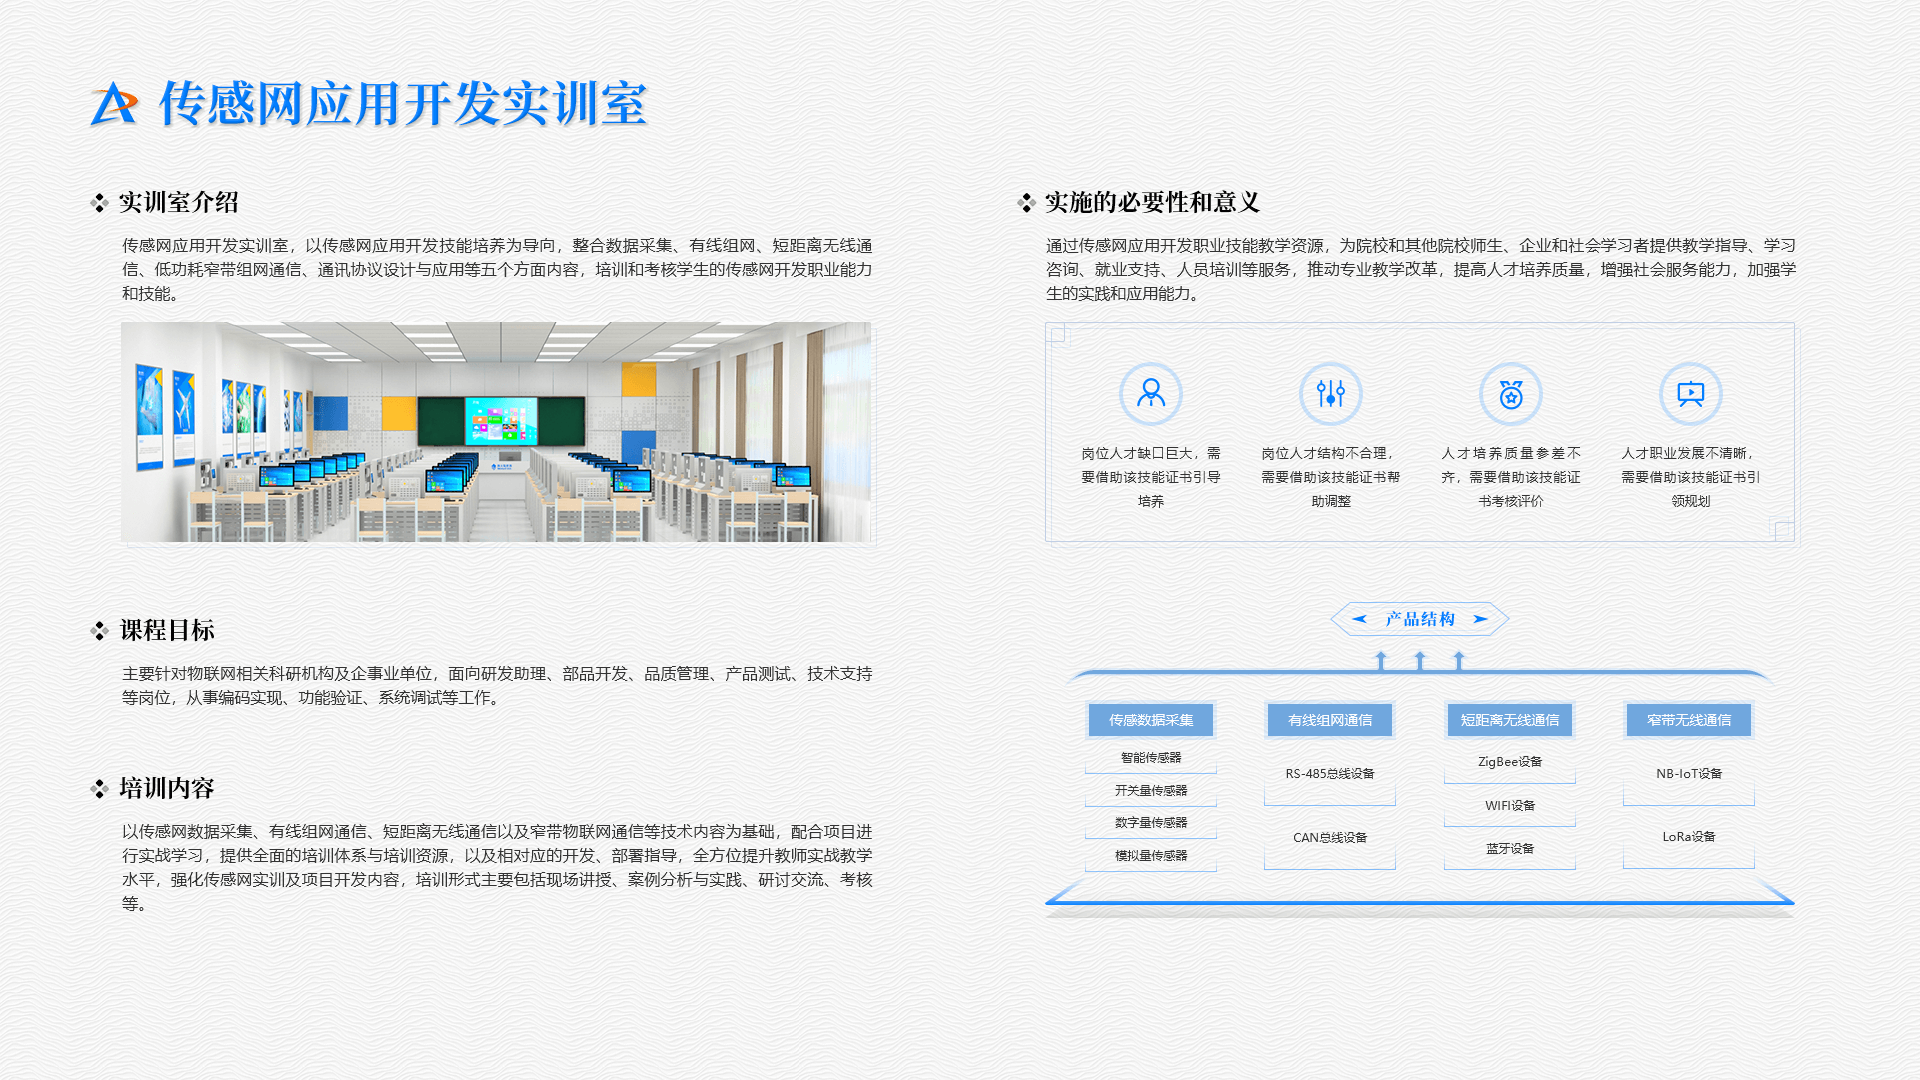 传感网应用开发实训室
实训室介绍
传感网应用开发实训室，以传感网应用开发技能培养为导向，整合数据采集、有线组网、短距离无线通
信、低功耗窄带组网通信、通讯协议设计与应用等五个方面内容，培训和考核学生的传感网开发职业能力
和技能。
课程目标
主要针对物联网相关科研机构及企事业单位，面向研发助理、部品开发、品质管理、产品测试、技术支持
等岗位，从事编码实现、功能验证、系统调试等工作。
培训内容
以传感网数据采集、有线组网通信、短距离无线通信以及窄带物联网通信等技术内容为基础，配合项目进
行实战学习，提供全面的培训体系与培训资源，以及相对应的开发、部署指导，全方位提升教师实战教学
水平，强化传感网实训及项目开发内容，培训形式主要包括现场讲授、案例分析与实践、研讨交流、考核
等。
实施的必要性和意义
通过传感网应用开发职业技能教学资源，为院校和其他院校师生、企业和社会学习者提供教学指导、学习
咨询、就业支持、人员培训等服务，推动专业教学改革，提高人才培养质量，增强社会服务能力，加强学
生的实践和应用能力。
岗位人才缺口巨大，需
要借助该技能证书引导
培养
岗位人才结构不合理，
需要借助该技能证书帮
助调整
人才培养质量参差不
齐，需要借助该技能证
书考核评价
人才职业发展不清晰，
需要借助该技能证书引
领规划
产品结构
传感数据采集
智能传感器
开关量传感器
数字量传感器
模拟量传感器
有线组网通信
RS-485总线设备
CAN总线设备
短距离无线通信
ZigBee设备
WIFI设备
蓝牙设备
窄带无线通信
NB-IoT设备
LoRa设备